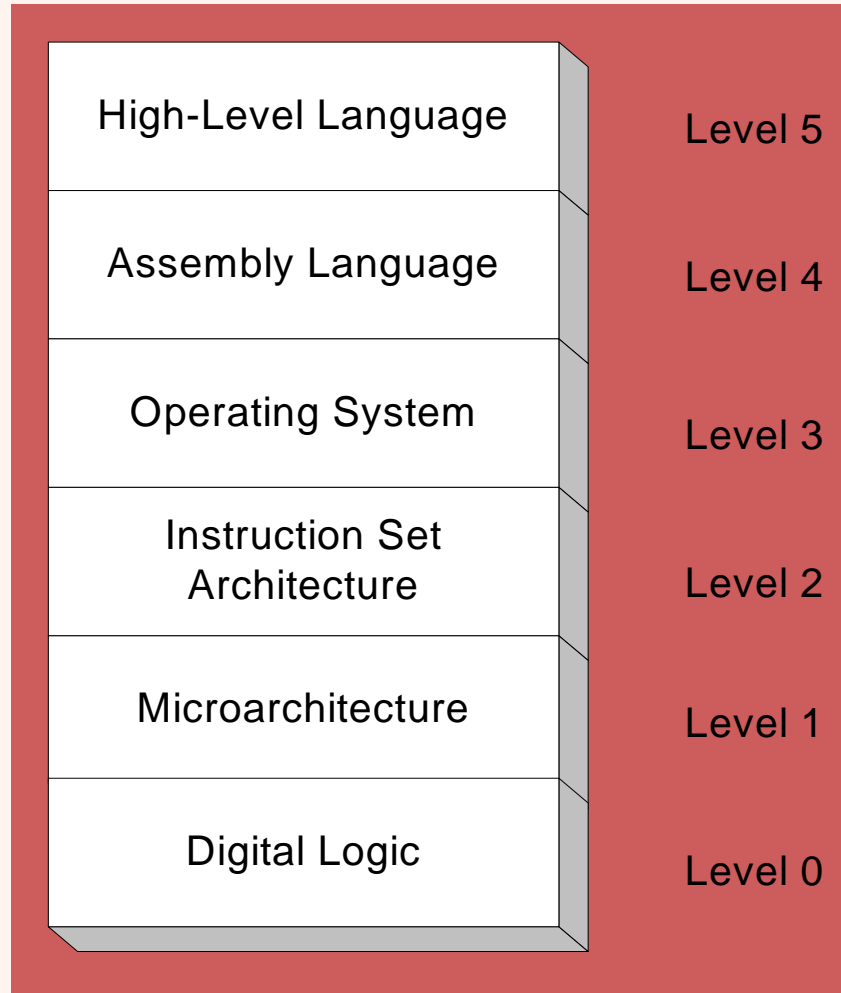 High-Level Language
Level 5
Assembly Language
Level 4
Operating System
Level 3
Instruction Set
Architecture
Level 2
Microarchitecture
Level 1
Digital Logic
Level 0